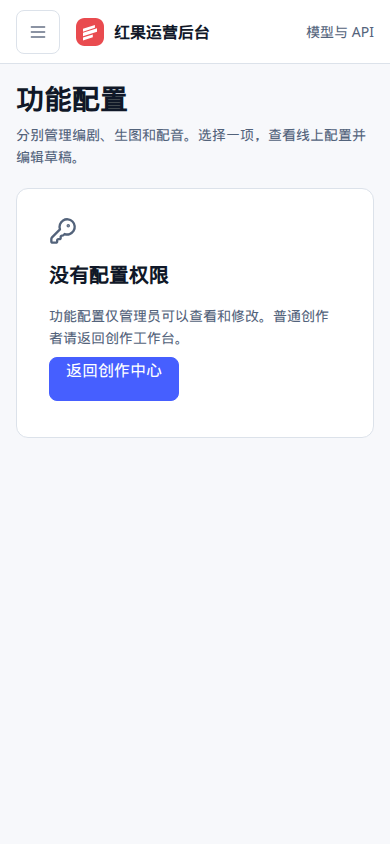 红果运营后台
模型与 API
功能配置
分别管理编剧、生图和配音。选择一项，查看线上配置并
编辑草稿。
没有配置权限
功能配置仅管理员可以查看和修改。普通创作
者请返回创作工作台。
返回创作中心